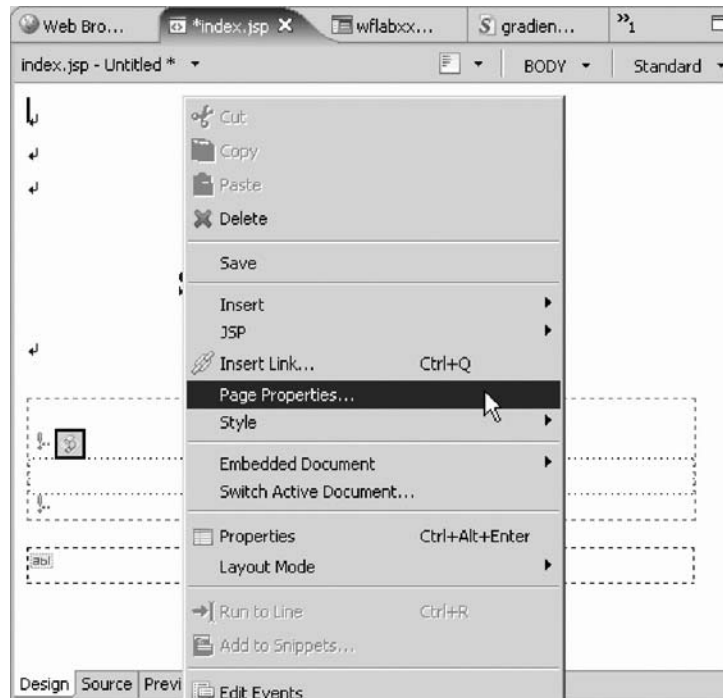 Web Bro... *index.jsp wflabxx... gradien... »1
index.jsp - Untitled * BODY Standard
Cut
Copy
Paste
Delete
Save
Insert
JSP
Insert Link... Ctrl+Q
Page Properties...
Style
Embedded Document
Switch Active Document...
Properties Ctrl+Alt+Enter
Layout Mode
abl
Run to Line Ctrl+R
Add to Snippets...
Design Source Previ
Edit Events